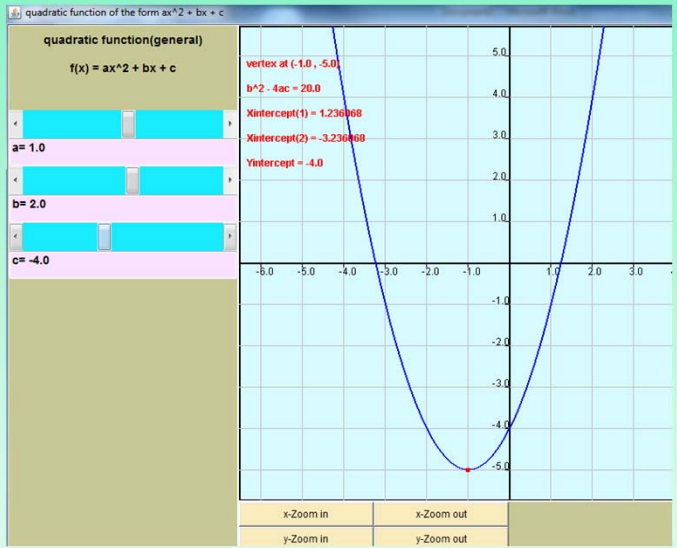 quadratic function of the form ax^2 + bx + c
quadratic function(general)
f(x) = ax^2 + bx + c
a= 1.0
b= 2.0
c= -4.0
vertex at (-1.0 , -5.0)
b^2 - 4ac = 20.0
Xintercept(1) = 1.236068
Xintercept(2) = -3.236068
Yintercept = -4.0
5.0
4.0
3.0
2.0
1.0
-6.0 -5.0 -4.0 -3.0 -2.0 -1.0 1.0 2.0 3.0
-1.0
-2.0
-3.0
-4.0
-5.0
x-Zoom in x-Zoom out
y-Zoom in y-Zoom out